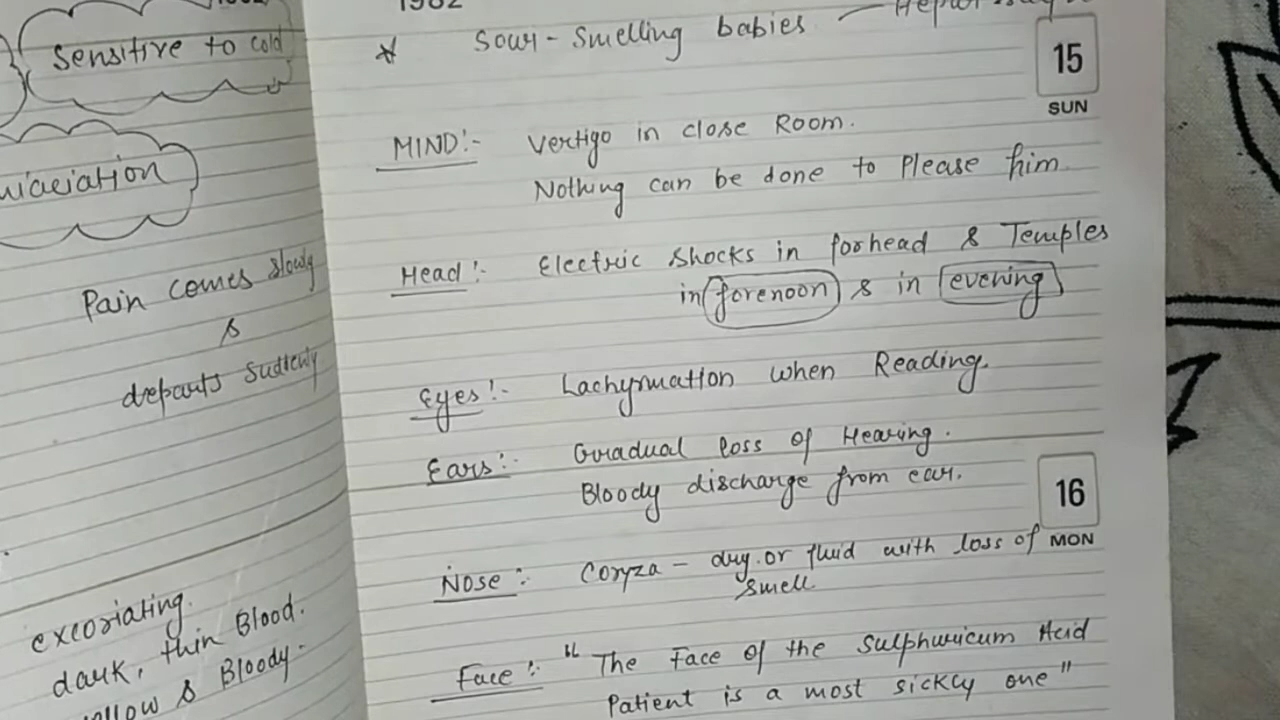 Sensitive to cold
Pain comes slowly
&
departs suddenly
excoriating.
dark, thin Blood.
& Bloody.
1982
☆ Sour-smelling babies —
15
SUN
MIND:- Vertigo in close Room.
Nothing can be done to Please him.
Head:- Electric shocks in forhead & Temples
in forenoon & in evening
Eyes:- Lachrymation when Reading.
Ears:- Gradual loss of Hearing.
Bloody discharge from ear.
16
MON
Nose:- Coryza - dry or fluid with loss of
smell.
Face:- "The Face of the Sulphuricum Acid
Patient is a most sickly one"